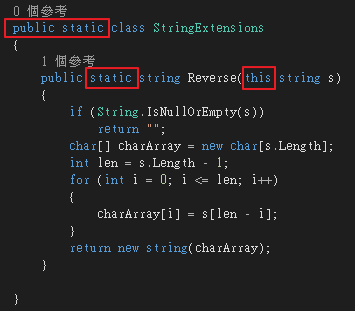 0 個參考
public static class StringExtensions
{
1 個參考
public static string Reverse(this string s)
{
if (String.IsNullOrEmpty(s))
return "";
char[] charArray = new char[s.Length];
int len = s.Length - 1;
for (int i = 0; i <= len; i++)
{
charArray[i] = s[len - i];
}
return new string(charArray);
}
}